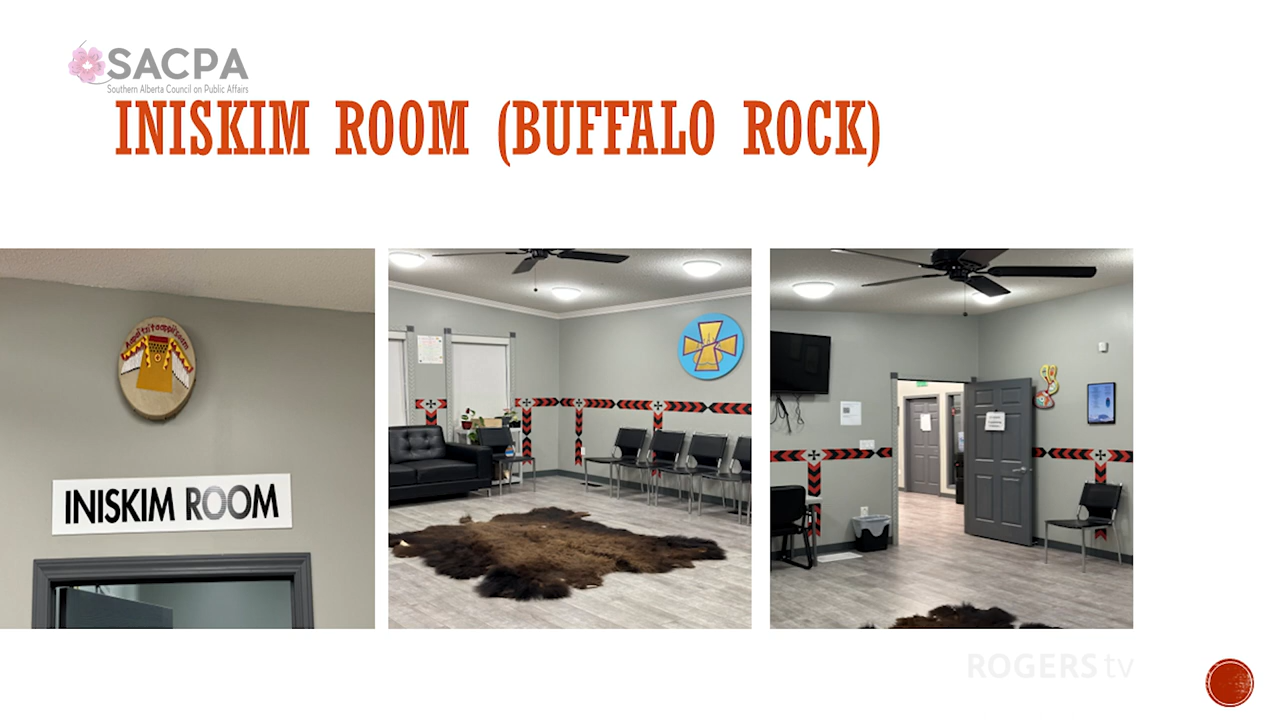 SACPA
Southern Alberta Council on Public Affairs
INISKIM ROOM (BUFFALO ROCK)
INISKIM ROOM
ROGERS tv